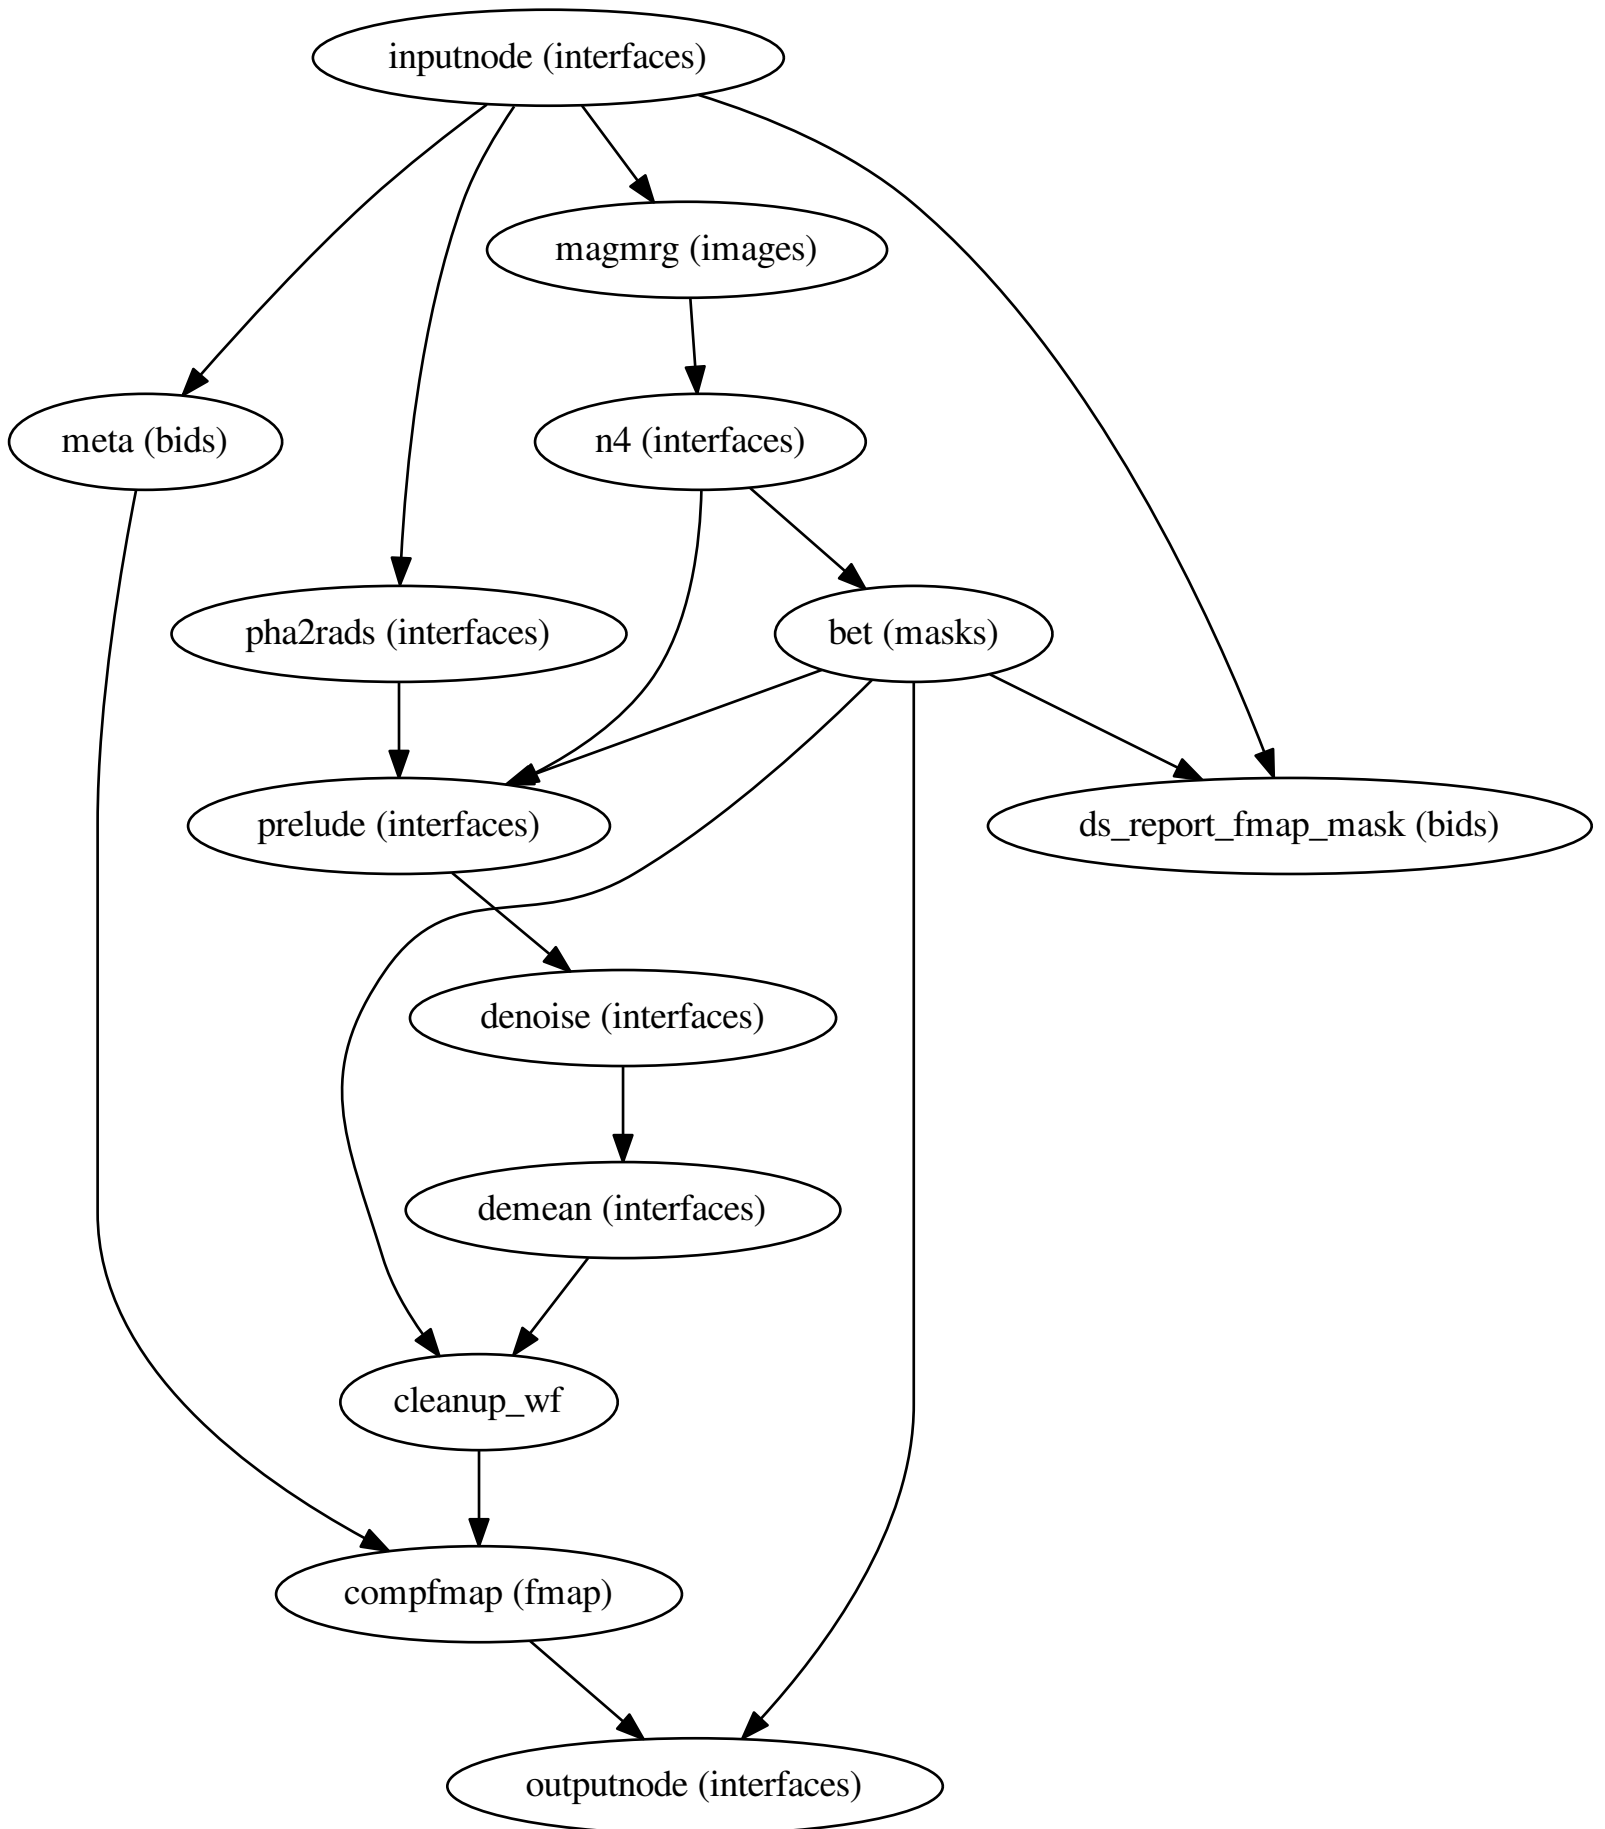 inputnode (interfaces)
magmrg (images)
meta (bids)
n4 (interfaces)
pha2rads (interfaces)
bet (masks)
prelude (interfaces)
ds_report_fmap_mask (bids)
denoise (interfaces)
demean (interfaces)
cleanup_wf
compfmap (fmap)
outputnode (interfaces)